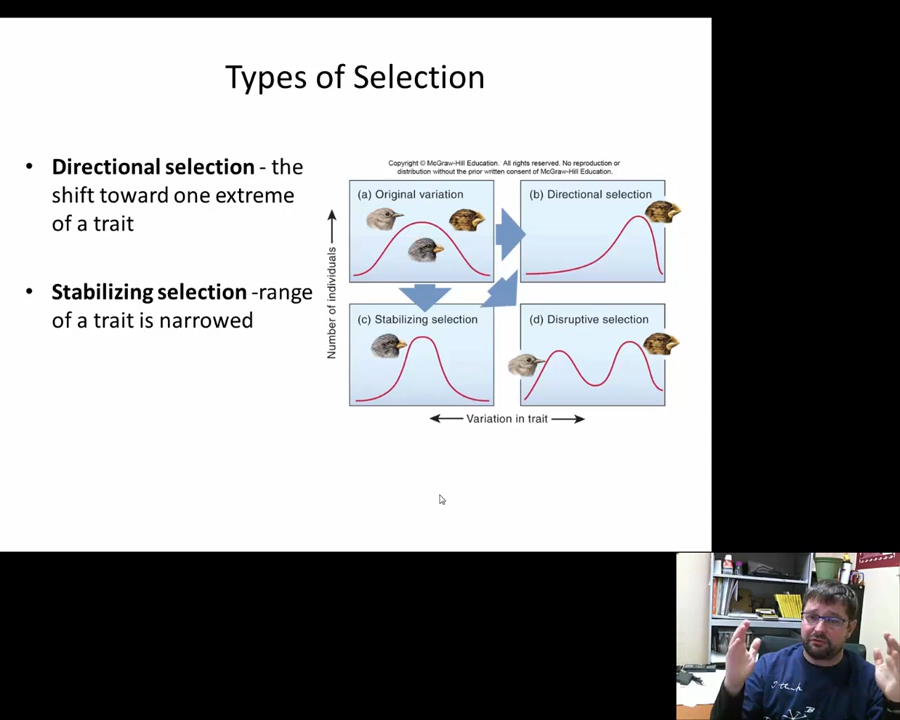 Types of Selection
• Directional selection - the
shift toward one extreme
of a trait
• Stabilizing selection -range
of a trait is narrowed
Copyright © McGraw-Hill Education. All rights reserved. No reproduction or
distribution without the prior written consent of McGraw-Hill Education.
(a) Original variation
(b) Directional selection
(c) Stabilizing selection
(d) Disruptive selection
Number of individuals
Variation in trait
I think